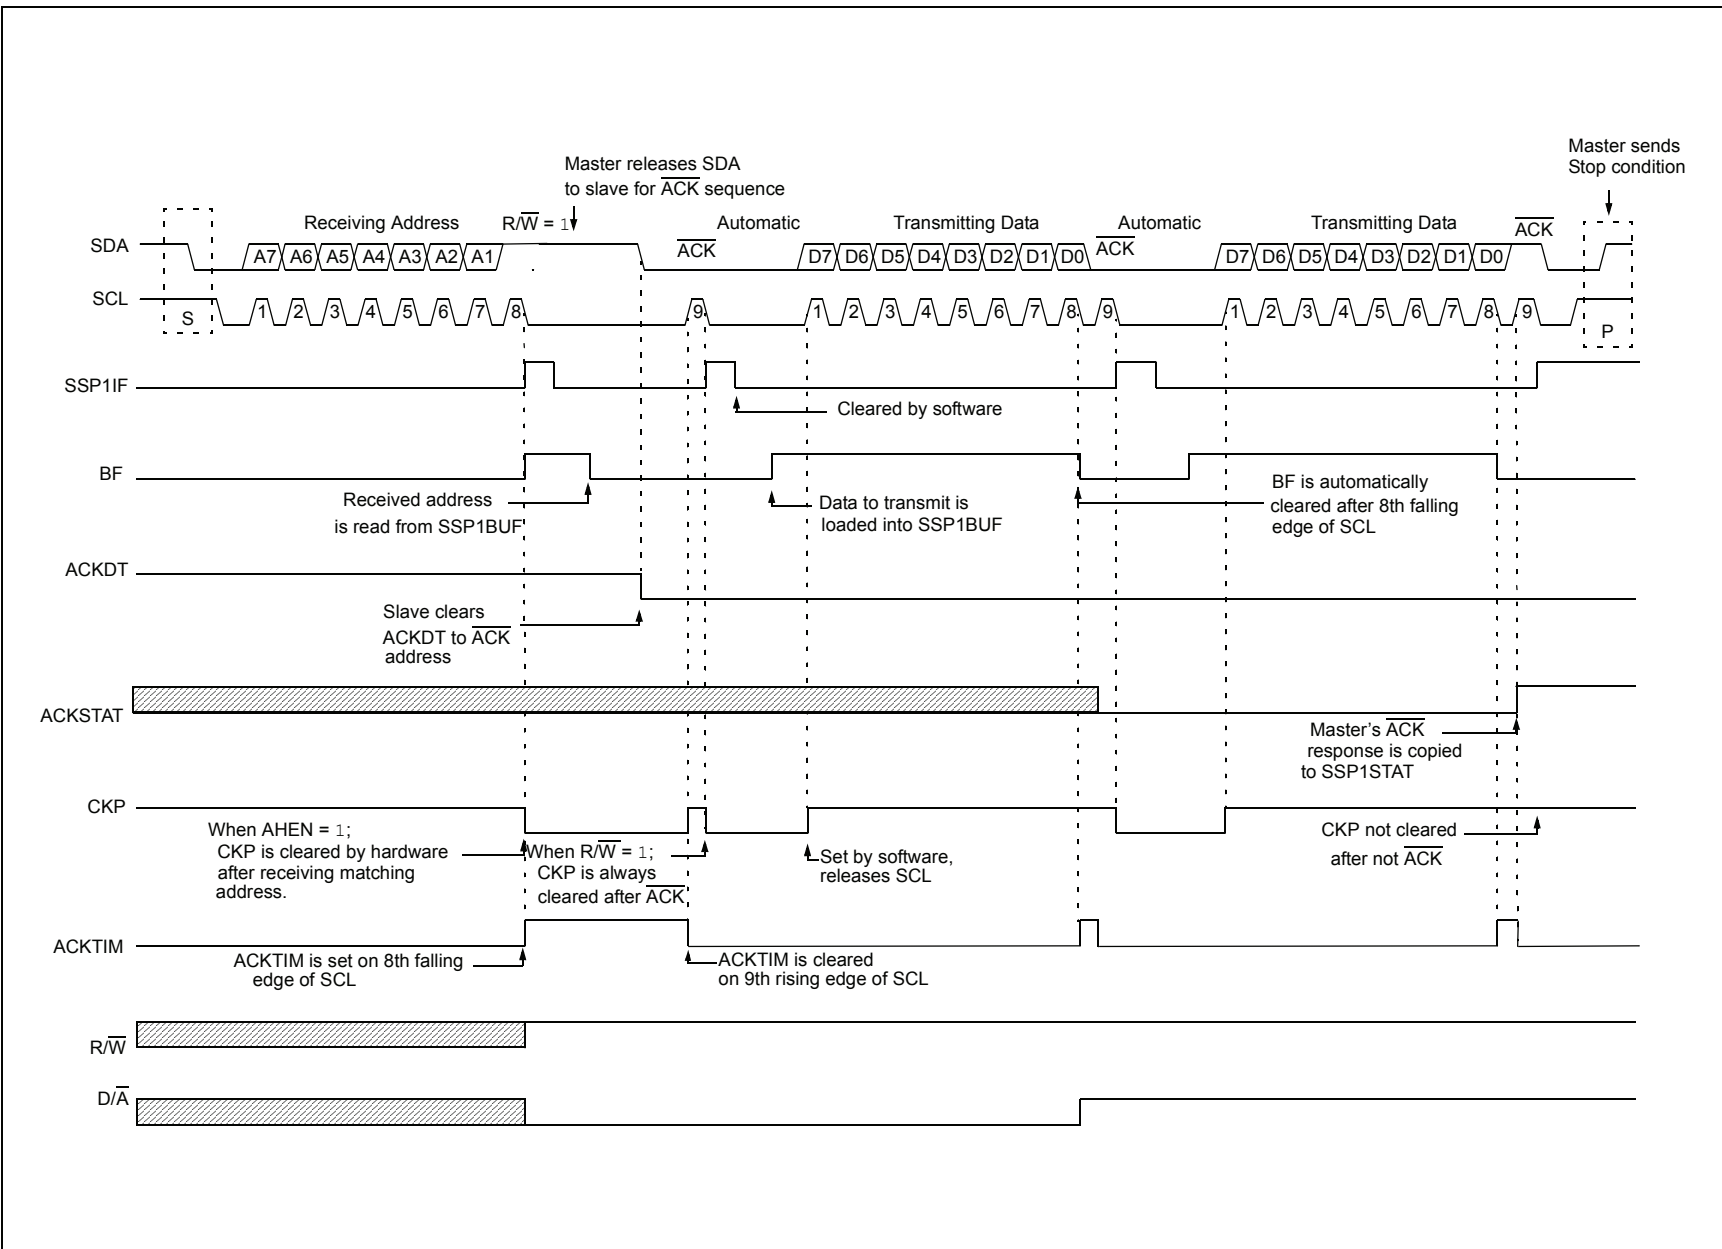 Master sends
Stop condition
Master releases SDA
to slave for ACK sequence
Receiving Address R/W = 1 Automatic Transmitting Data Automatic Transmitting Data ACK
SDA A7 A6 A5 A4 A3 A2 A1 ACK D7 D6 D5 D4 D3 D2 D1 D0 ACK D7 D6 D5 D4 D3 D2 D1 D0
SCL S 1 2 3 4 5 6 7 8 9 1 2 3 4 5 6 7 8 9 1 2 3 4 5 6 7 8 9 P
SSP1IF
Cleared by software
BF
Received address
is read from SSP1BUF
Data to transmit is
loaded into SSP1BUF
BF is automatically
cleared after 8th falling
edge of SCL
ACKDT
Slave clears
ACKDT to ACK
address
ACKSTAT
Master's ACK
response is copied
to SSP1STAT
CKP
When AHEN = 1;
CKP is cleared by hardware
after receiving matching
address.
When R/W = 1;
CKP is always
cleared after ACK
Set by software,
releases SCL
CKP not cleared
after not ACK
ACKTIM
ACKTIM is set on 8th falling
edge of SCL
ACKTIM is cleared
on 9th rising edge of SCL
R/W
D/A